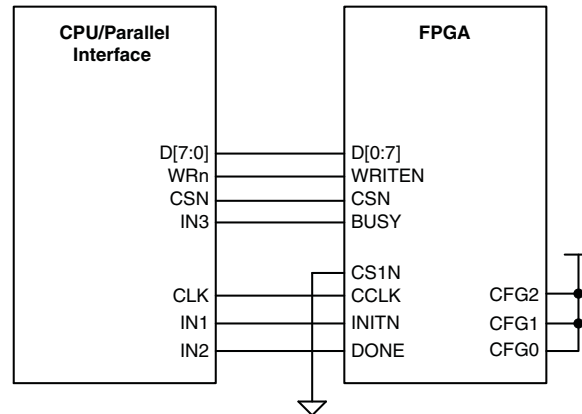 CPU/Parallel
Interface
FPGA
D[7:0]
D[0:7]
WRn
WRITEN
CSN
CSN
IN3
BUSY
CS1N
CLK
CCLK
CFG2
IN1
INITN
CFG1
IN2
DONE
CFG0